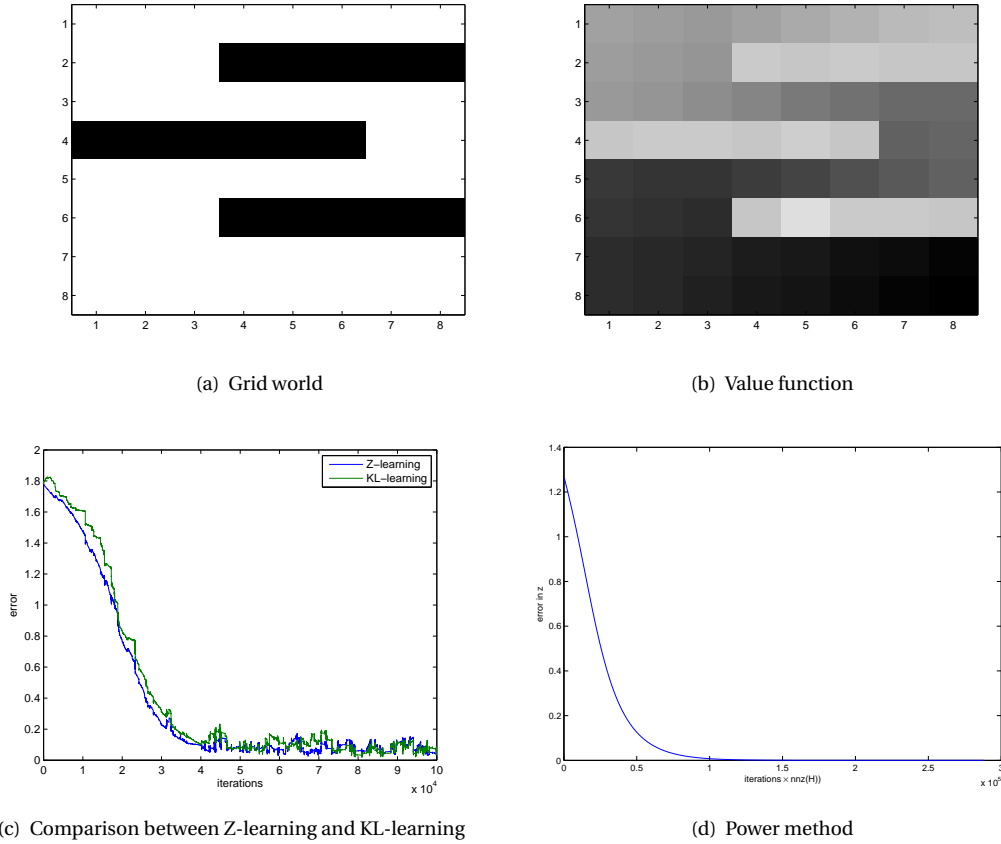 1
2
3
4
5
6
7
8
1 2 3 4 5 6 7 8
(a) Grid world
1
2
3
4
5
6
7
8
1 2 3 4 5 6 7 8
(b) Value function
2
1.8
1.6
1.4
1.2
1
0.8
0.6
0.4
0.2
0
error
Z−learning
KL−learning
0 1 2 3 4 5 6 7 8 9 10
iterations
x 10^4
(c) Comparison between Z-learning and KL-learning
1.4
1.2
1
0.8
0.6
0.4
0.2
0
error in z
0 0.5 1 1.5 2 2.5 3
iterations × nnz(H))
x 10^5
(d) Power method